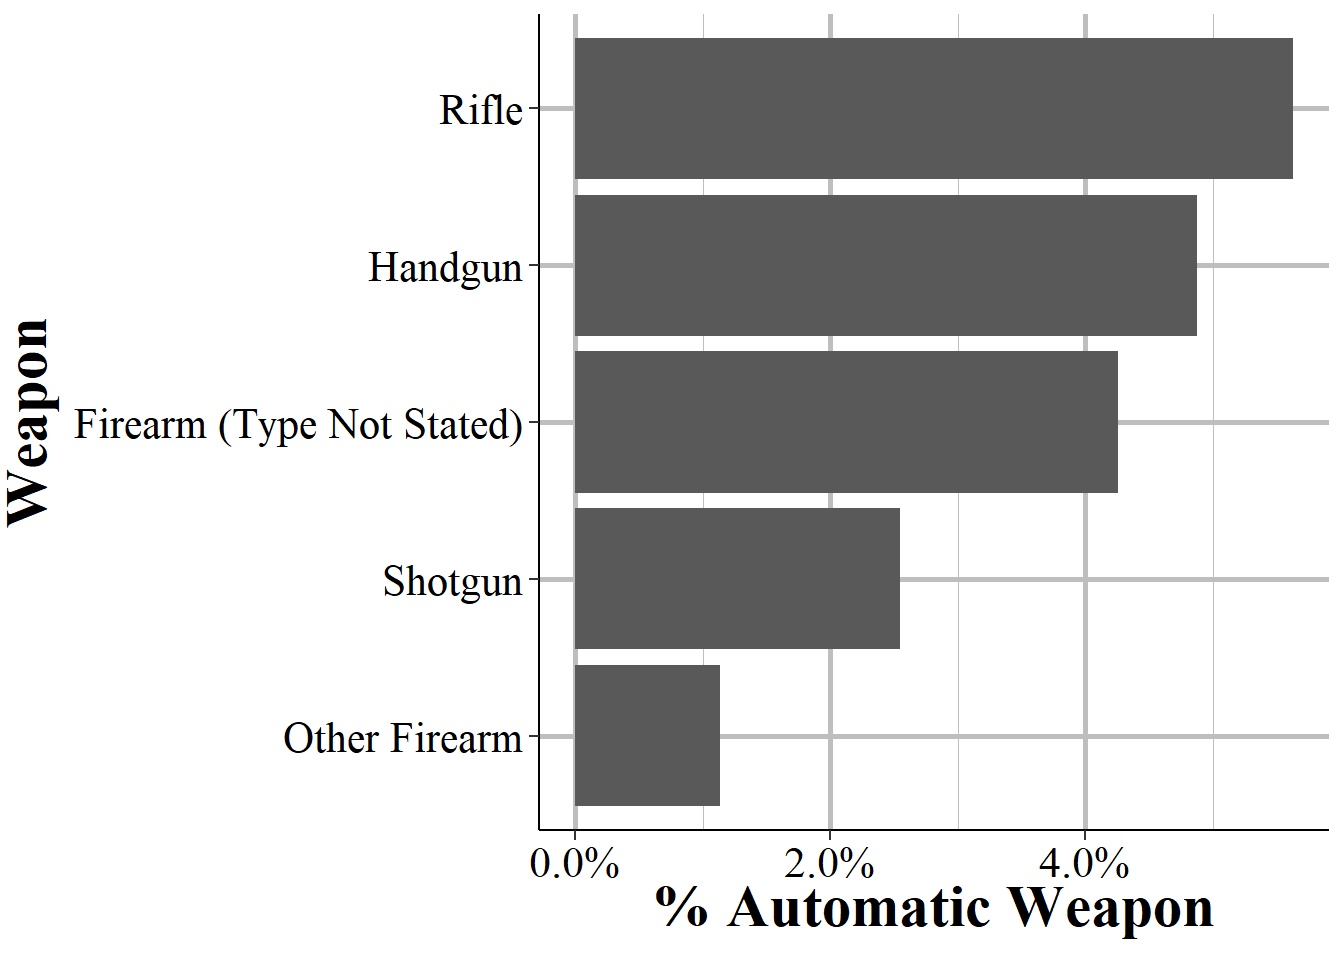 Weapon
Rifle
Handgun
Firearm (Type Not Stated)
Shotgun
Other Firearm
0.0% 2.0% 4.0%
% Automatic Weapon